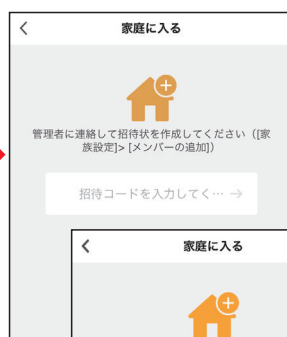 家庭に入る
管理者に連絡して招待状を作成してください（[家
族設定]> [メンバーの追加]）
招待コードを入力してく…
家庭に入る